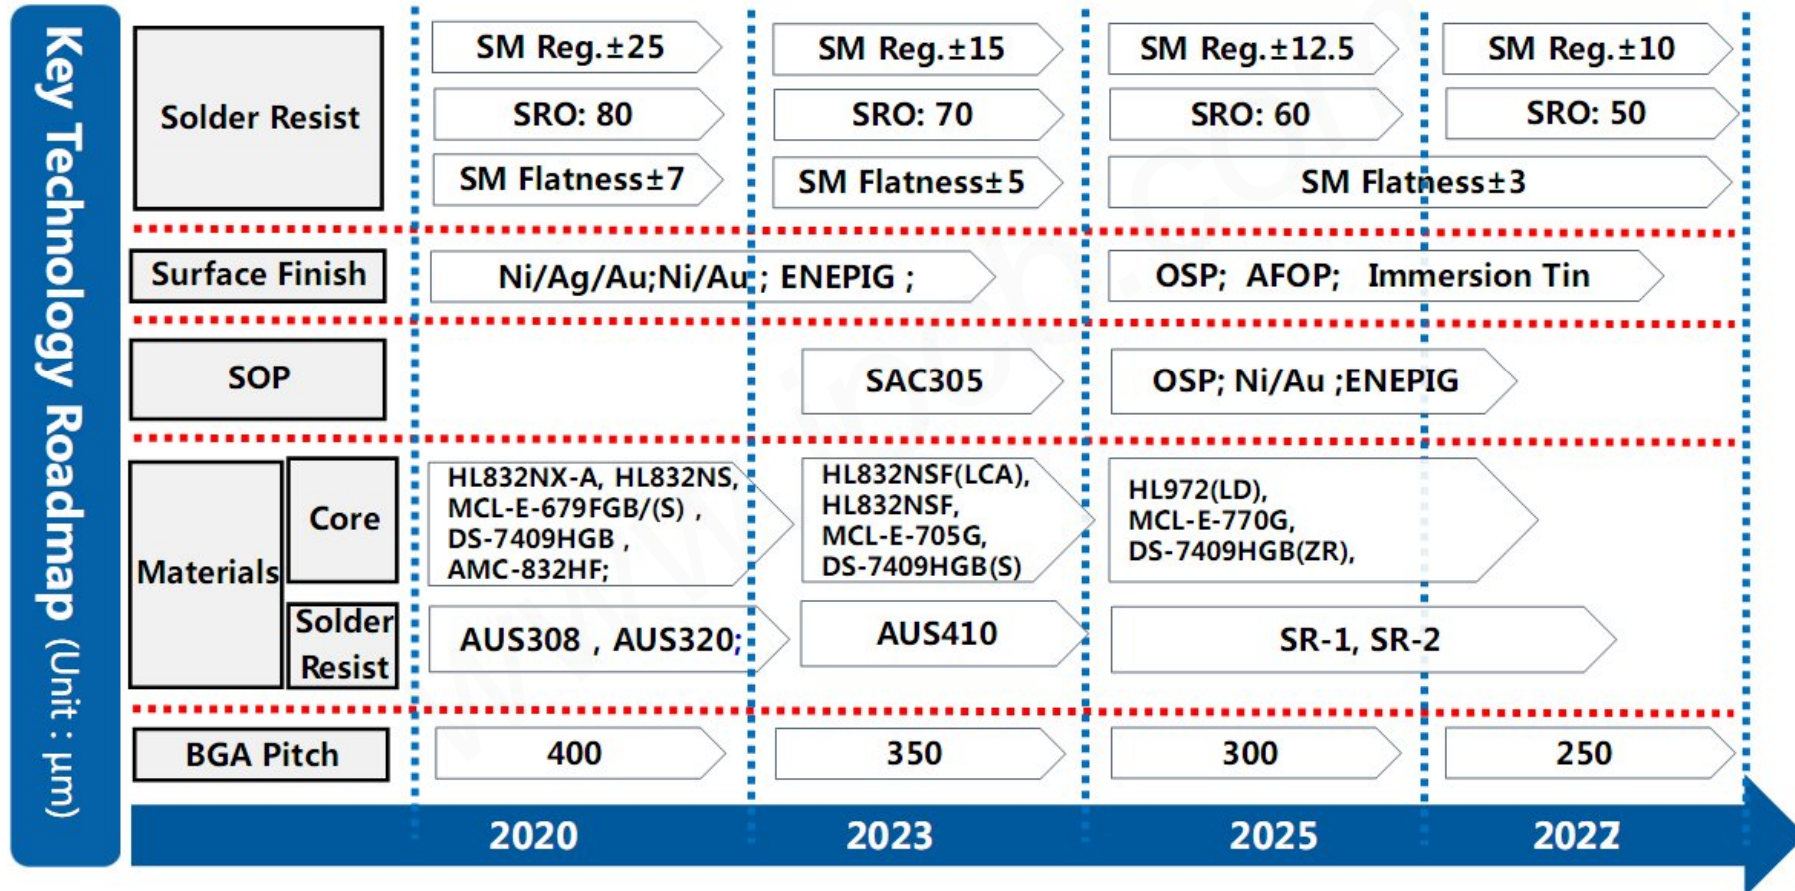 Key Technology Roadmap (Unit : μm)
Solder Resist
SM Reg.±25
SM Reg.±15
SM Reg.±12.5
SM Reg.±10
SRO: 80
SRO: 70
SRO: 60
SRO: 50
SM Flatness±7
SM Flatness±5
SM Flatness±3
Surface Finish
Ni/Ag/Au;Ni/Au ; ENEPIG ;
OSP; AFOP; Immersion Tin
SOP
SAC305
OSP; Ni/Au ;ENEPIG
Materials
Core
HL832NX-A, HL832NS,
MCL-E-679FGB/(S) ,
DS-7409HGB ,
AMC-832HF;
HL832NSF(LCA),
HL832NSF,
MCL-E-705G,
DS-7409HGB(S)
HL972(LD),
MCL-E-770G,
DS-7409HGB(ZR),
Solder
Resist
AUS308 , AUS320;
AUS410
SR-1, SR-2
BGA Pitch
400
350
300
250
2020
2023
2025